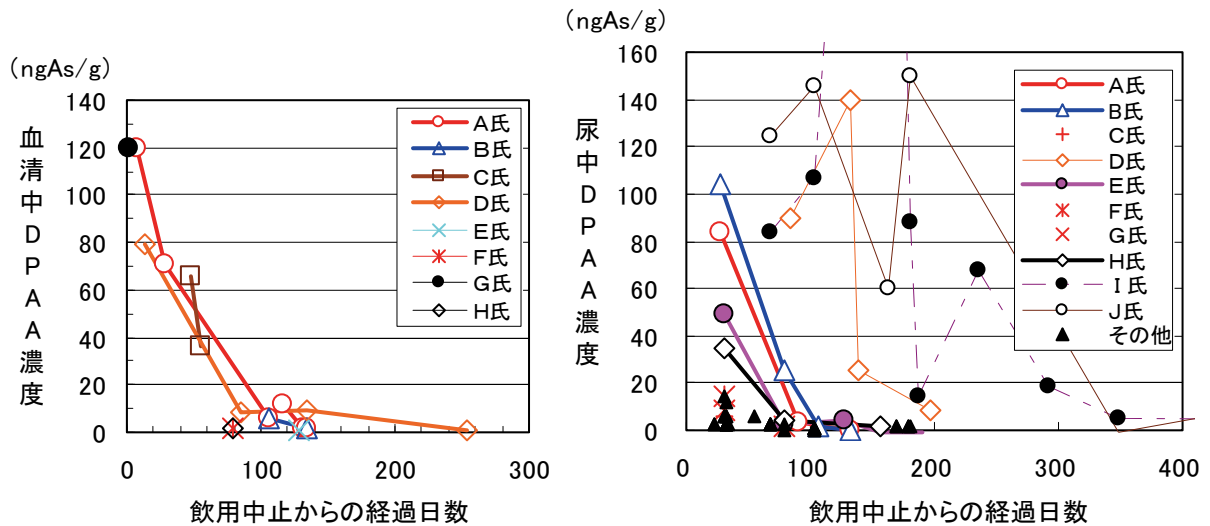 (ngAs/g)
血清中DPAA濃度
140
120
100
80
60
40
20
0
0 100 200 300
飲用中止からの経過日数
A氏
B氏
C氏
D氏
E氏
F氏
G氏
H氏
(ngAs/g)
尿中DPAA濃度
160
140
120
100
80
60
40
20
0
0 100 200 300 400
飲用中止からの経過日数
A氏
B氏
C氏
D氏
E氏
F氏
G氏
H氏
I氏
J氏
その他